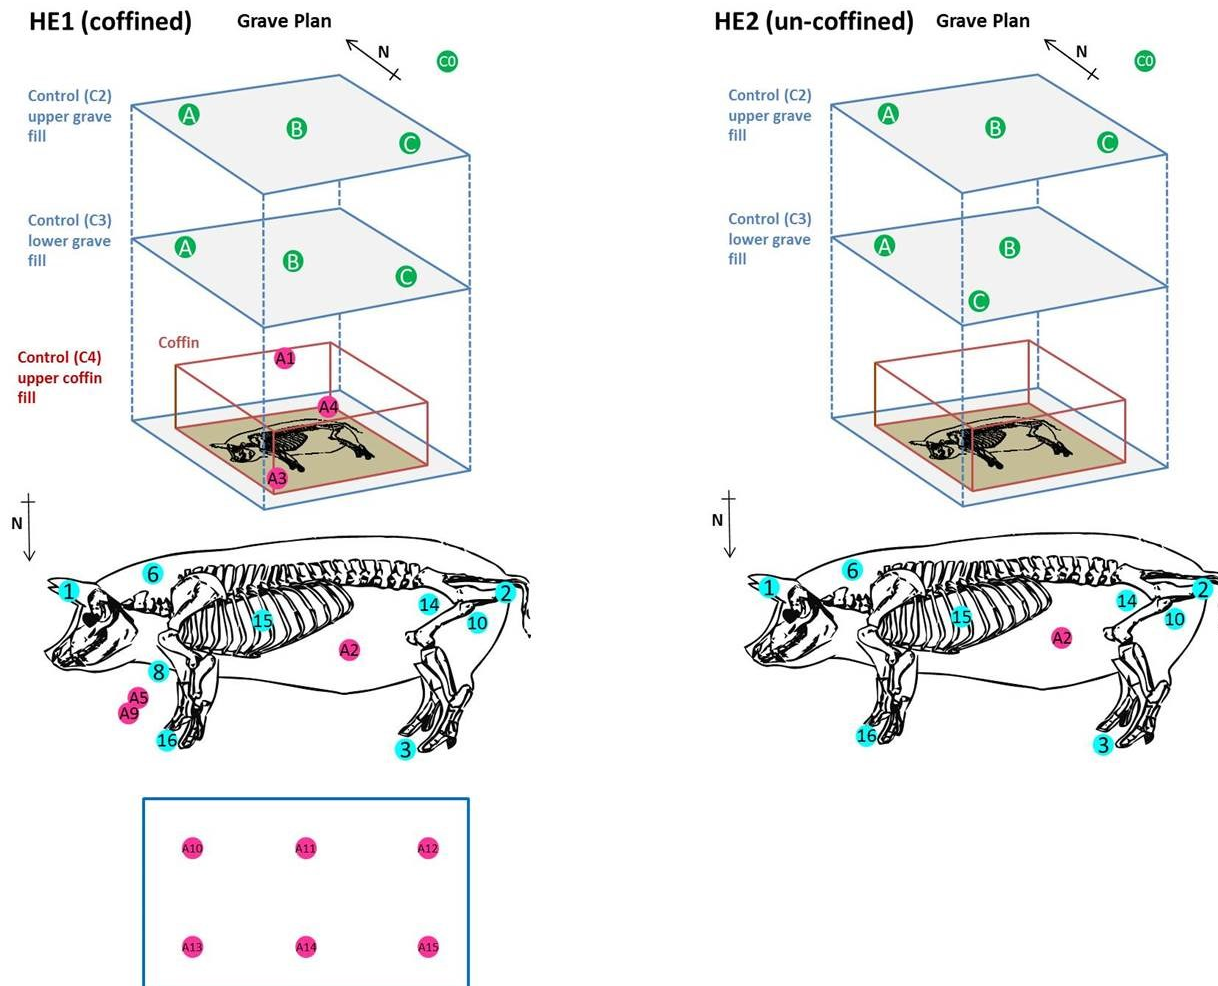 HE1 (coffined) Grave Plan
N
C0
Control (C2)
upper grave
fill
A
B
C
Control (C3)
lower grave
fill
A
B
C
Coffin
Control (C4)
upper coffin
fill
A1
A4
A3
N
1
6
15
14
2
10
A2
8
A5
A9
16
3
A10 A11 A12
A13 A14 A15
HE2 (un-coffined) Grave Plan
N
C0
Control (C2)
upper grave
fill
A
B
C
Control (C3)
lower grave
fill
A
B
C
N
1
6
15
14
2
10
A2
16
3